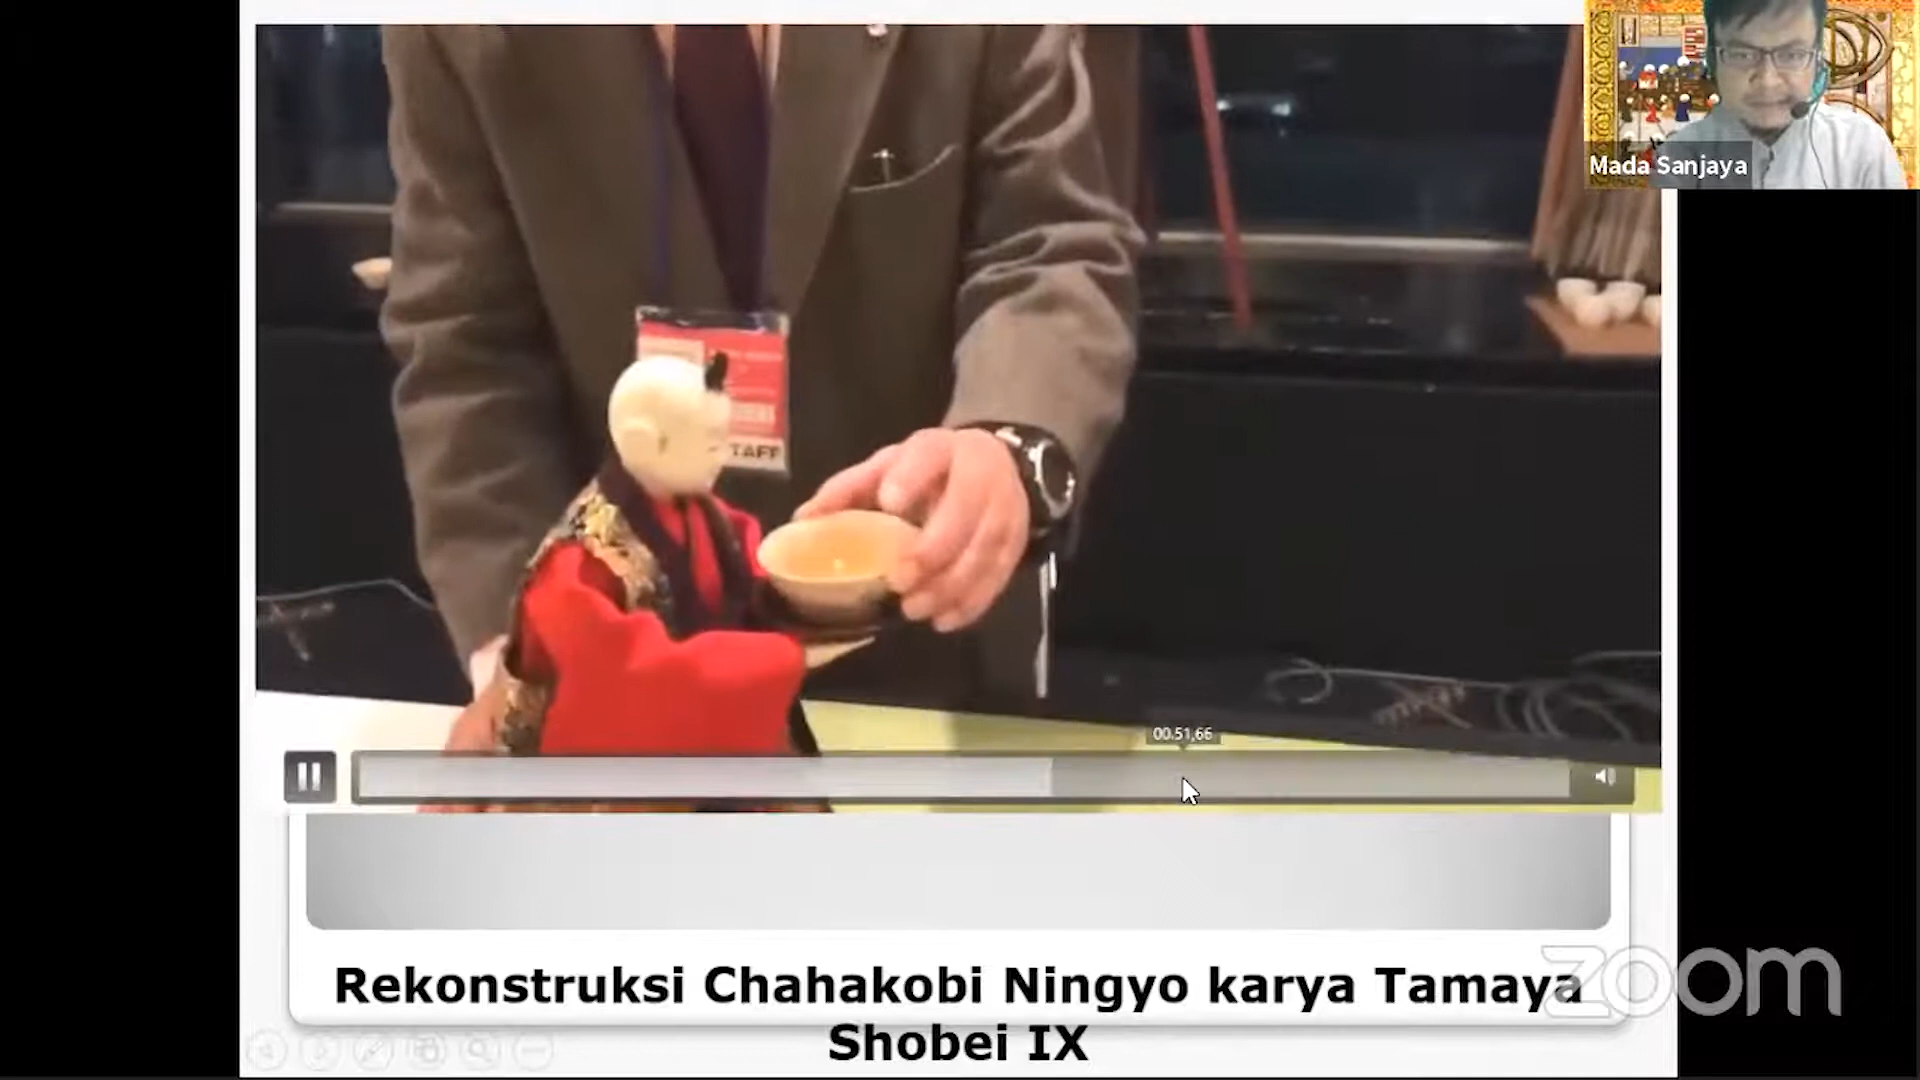 Mada Sanjaya
TAFF
00.51,66
Rekonstruksi Chahakobi Ningyo karya Tamaya
Shobei IX
zoom